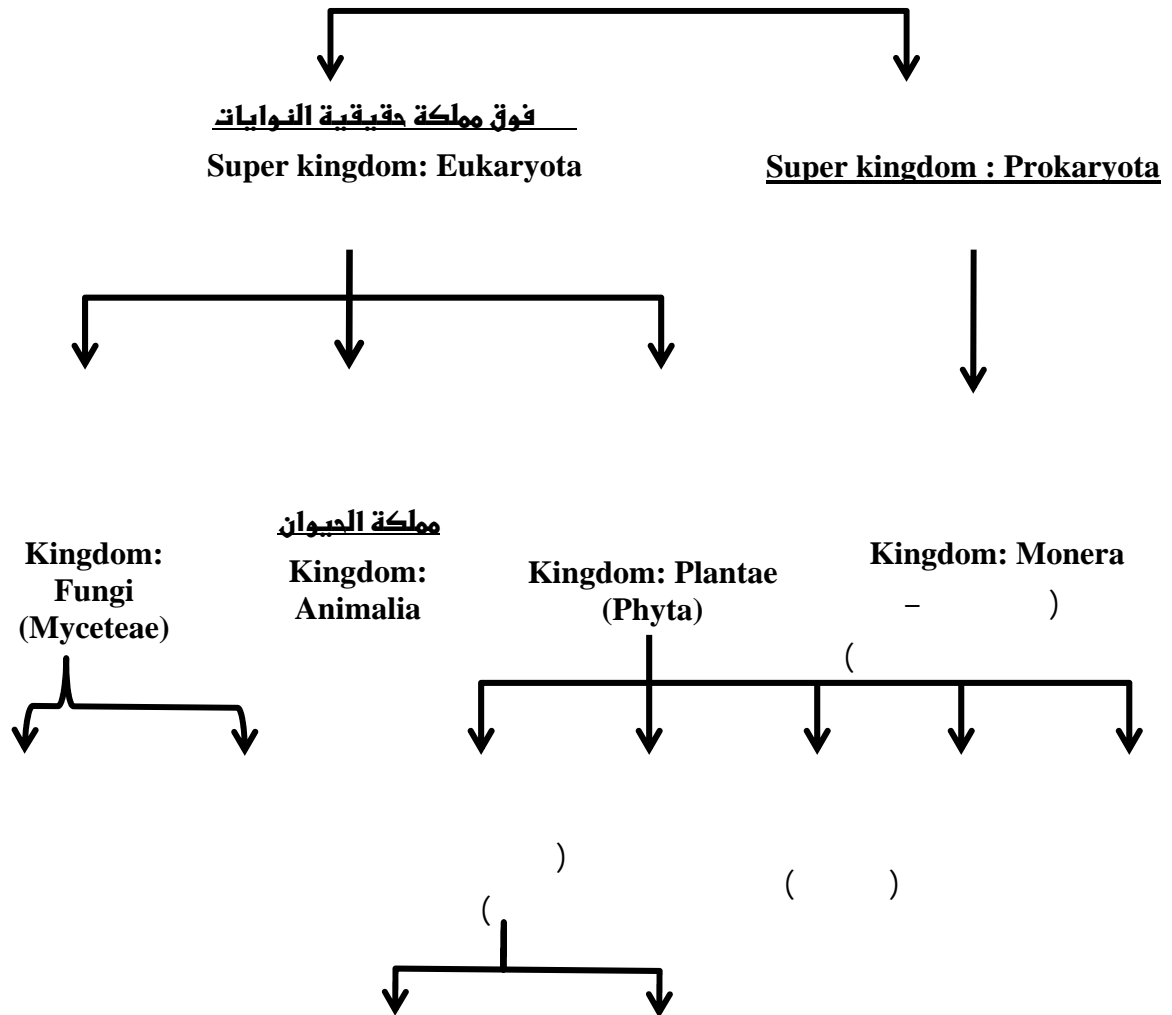 فوق مملكة حقيقية النوايات
Super kingdom: Eukaryota
Super kingdom : Prokaryota
مملكة الحيوان
Kingdom:
Fungi
(Myceteae)
Kingdom:
Animalia
Kingdom: Plantae
(Phyta)
Kingdom: Monera
( –
)
(
)
( )